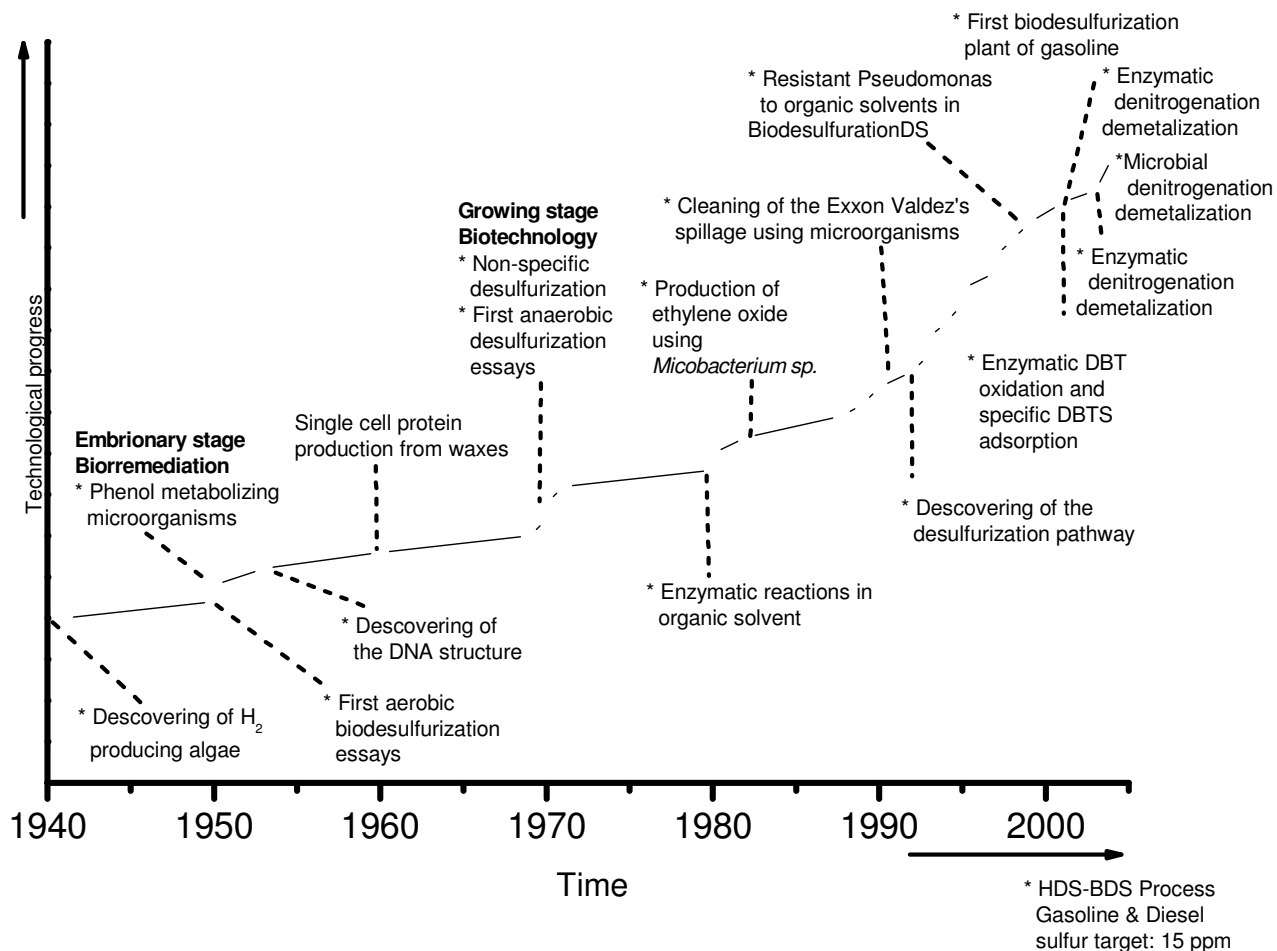 * First biodesulfurization
plant of gasoline
* Resistant Pseudomonas
to organic solvents in
BiodesulfurationDS
* Enzymatic
denitrogenation
demetalization
*Microbial
denitrogenation
demetalization
* Enzymatic
denitrogenation
demetalization
* Cleaning of the Exxon Valdez's
spillage using microorganisms
Growing stage
Biotechnology
* Non-specific
desulfurization
* First anaerobic
desulfurization
essays
* Production of
ethylene oxide
using
Micobacterium sp.
* Enzymatic DBT
oxidation and
specific DBTS
adsorption
Single cell protein
production from waxes
Embrionary stage
Biorremediation
* Phenol metabolizing
microorganisms
* Descovering of the
desulfurization pathway
* Enzymatic reactions in
organic solvent
* Descovering of
the DNA structure
* First aerobic
biodesulfurization
essays
* Descovering of H2
producing algae
Technological progress
1940 1950 1960 1970 1980 1990 2000
Time
* HDS-BDS Process
Gasoline & Diesel
sulfur target: 15 ppm